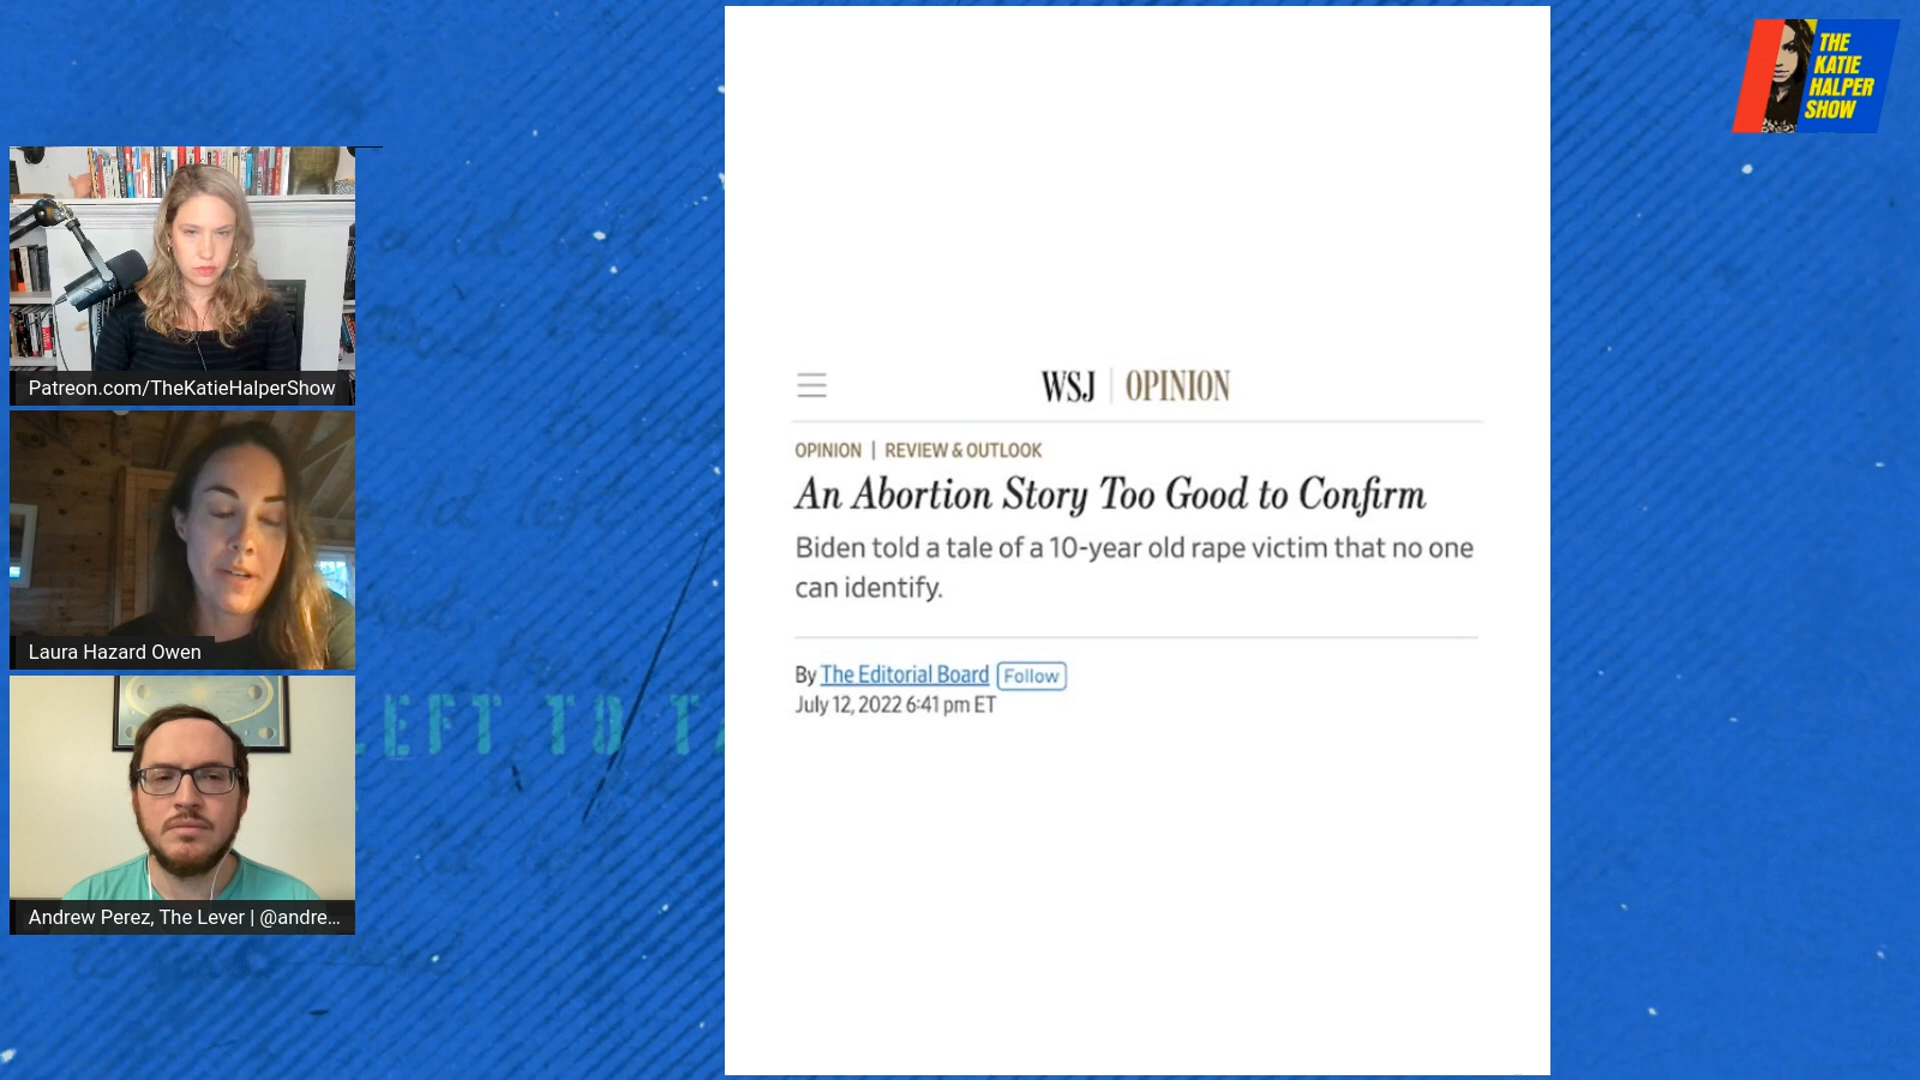 THE
KATIE
HALPER
SHOW
Patreon.com/TheKatieHalperShow
Laura Hazard Owen
Andrew Perez, The Lever | @andre...
EFT TO T
WSJ | OPINION
OPINION | REVIEW & OUTLOOK
An Abortion Story Too Good to Confirm
Biden told a tale of a 10-year old rape victim that no one
can identify.
By The Editorial Board Follow
July 12, 2022 6:41 pm ET